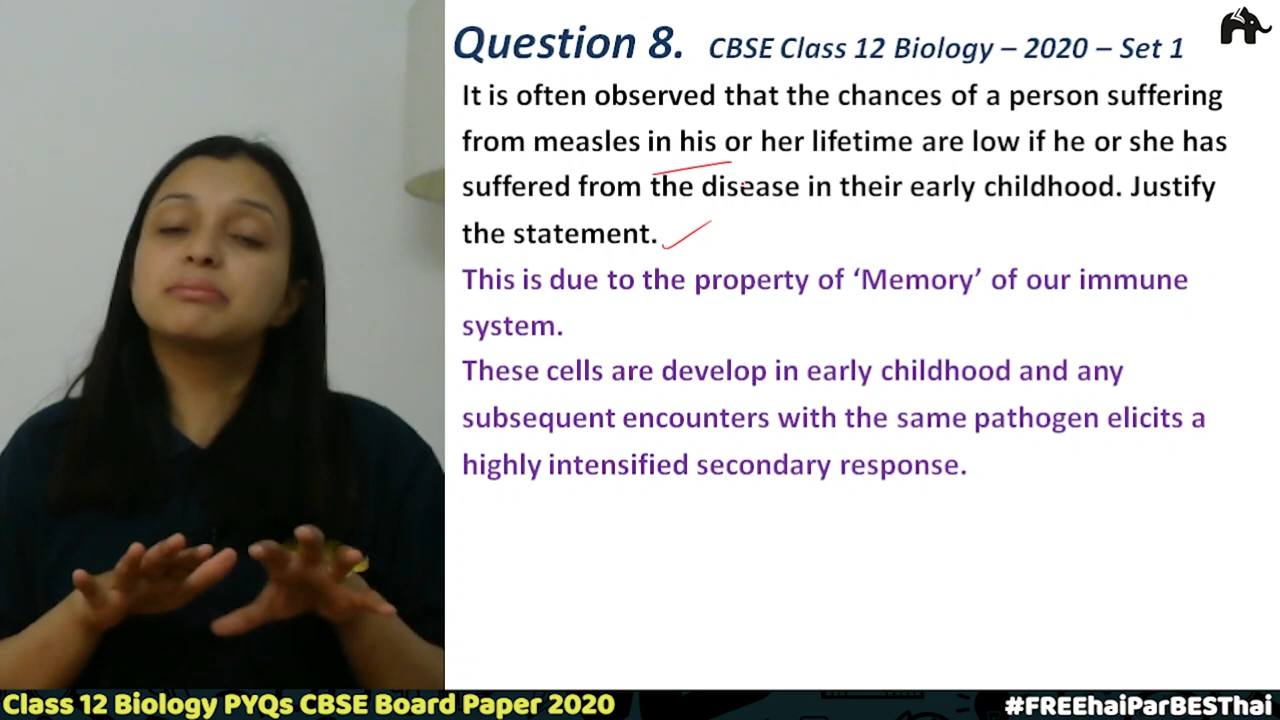 Question 8. CBSE Class 12 Biology – 2020 – Set 1
It is often observed that the chances of a person suffering
from measles in his or her lifetime are low if he or she has
suffered from the disease in their early childhood. Justify
the statement.
This is due to the property of ‘Memory’ of our immune
system.
These cells are develop in early childhood and any
subsequent encounters with the same pathogen elicits a
highly intensified secondary response.
Class 12 Biology PYQs CBSE Board Paper 2020 #FREEhaiParBESThai